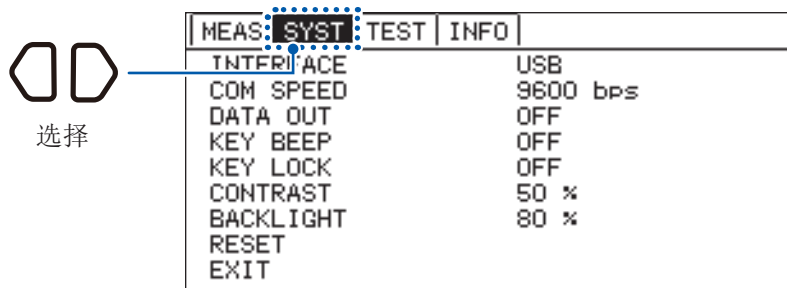 MEAS SYST TEST INFO
INTERFACE USB
COM SPEED 9600 bps
DATA OUT OFF
KEY BEEP OFF
KEY LOCK OFF
CONTRAST 50 %
BACKLIGHT 80 %
RESET
EXIT
选择